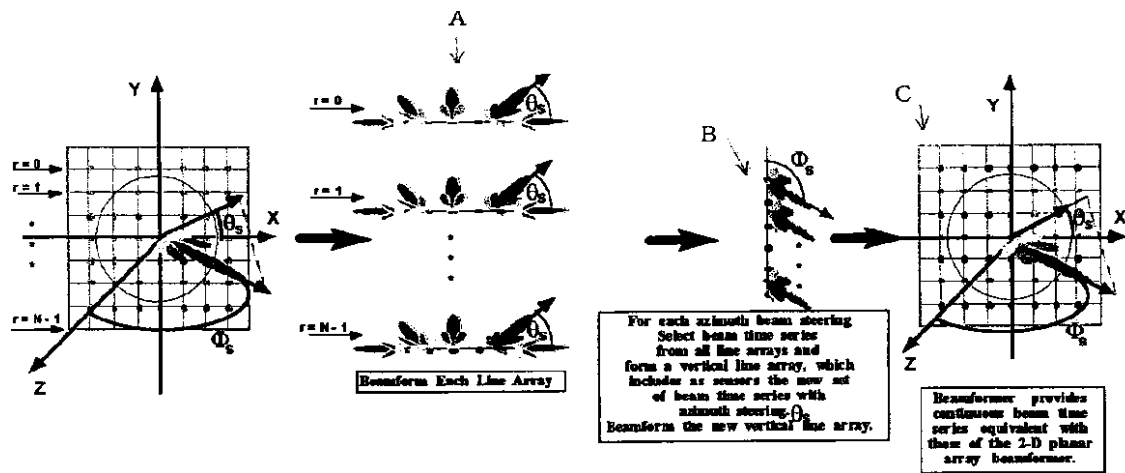 A
Y
r = 0
r = 1
θs
X
r = N - 1
Φs
Z
r = 0
θs
r = 1
θs
r = N - 1
θs
Beamform Each Line Array
B
Φs
For each azimuth beam steering
Select beam time series
from all line arrays and
form a vertical line array, which
includes as sensors the new set
of beam time series with
azimuth steering, θs
Beamform the new vertical line array.
C
Y
θs
X
Φs
Z
Beamformer provides
continuous beam time
series equivalent with
those of the 2-D planar
array beamformer.